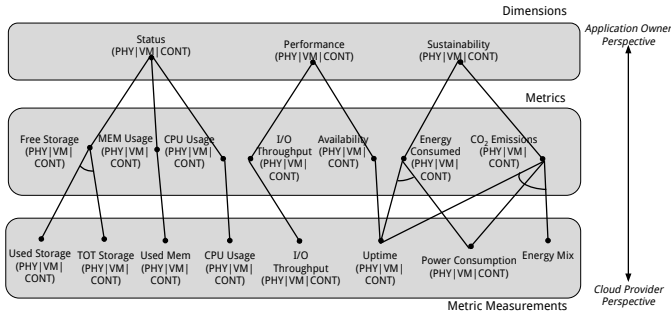 Dimensions
Application Owner
Perspective
Status
(PHY|VM|CONT)
Performance
(PHY|VM|CONT)
Sustainability
(PHY|VM|CONT)
Metrics
Free Storage
(PHY|VM|
CONT)
MEM Usage
(PHY|VM|
CONT)
CPU Usage
(PHY|VM|
CONT)
I/O
Throughput
(PHY|VM|
CONT)
Availability
(PHY|VM|
CONT)
Energy
Consumed
(PHY|VM|
CONT)
CO2 Emissions
(PHY|VM|
CONT)
Used Storage
(PHY|VM|
CONT)
TOT Storage
(PHY|VM|
CONT)
Used Mem
(PHY|VM|
CONT)
CPU Usage
(PHY|VM|
CONT)
I/O
Throughput
(PHY|VM|CONT)
Uptime
(PHY|VM|
CONT)
Power Consumption
(PHY|VM|CONT)
Energy Mix
Metric Measurements
Cloud Provider
Perspective